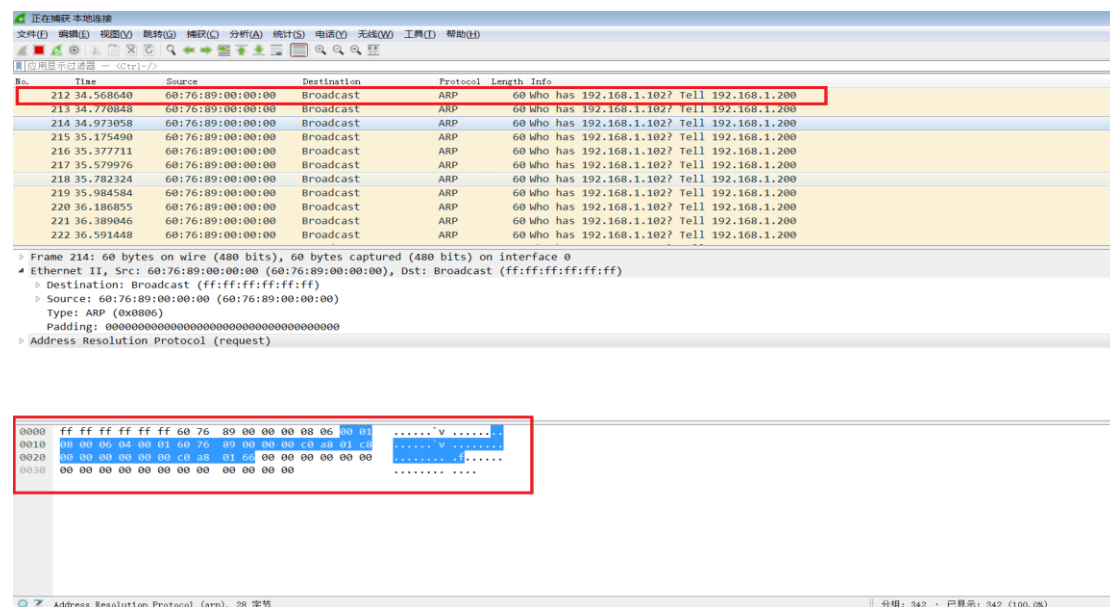 正在捕获 本地连接
文件(F) 编辑(E) 视图(V) 跳转(G) 捕获(C) 分析(A) 统计(S) 电话(Y) 无线(W) 工具(T) 帮助(H)
应用显示过滤器 … <Ctrl-/>
No. Time Source Destination Protocol Length Info
212 34.568640 60:76:89:00:00:00 Broadcast ARP 60 Who has 192.168.1.102? Tell 192.168.1.200
213 34.770848 60:76:89:00:00:00 Broadcast ARP 60 Who has 192.168.1.102? Tell 192.168.1.200
214 34.973058 60:76:89:00:00:00 Broadcast ARP 60 Who has 192.168.1.102? Tell 192.168.1.200
215 35.175490 60:76:89:00:00:00 Broadcast ARP 60 Who has 192.168.1.102? Tell 192.168.1.200
216 35.377711 60:76:89:00:00:00 Broadcast ARP 60 Who has 192.168.1.102? Tell 192.168.1.200
217 35.579976 60:76:89:00:00:00 Broadcast ARP 60 Who has 192.168.1.102? Tell 192.168.1.200
218 35.782324 60:76:89:00:00:00 Broadcast ARP 60 Who has 192.168.1.102? Tell 192.168.1.200
219 35.984584 60:76:89:00:00:00 Broadcast ARP 60 Who has 192.168.1.102? Tell 192.168.1.200
220 36.186855 60:76:89:00:00:00 Broadcast ARP 60 Who has 192.168.1.102? Tell 192.168.1.200
221 36.389046 60:76:89:00:00:00 Broadcast ARP 60 Who has 192.168.1.102? Tell 192.168.1.200
222 36.591448 60:76:89:00:00:00 Broadcast ARP 60 Who has 192.168.1.102? Tell 192.168.1.200
Frame 214: 60 bytes on wire (480 bits), 60 bytes captured (480 bits) on interface 0
Ethernet II, Src: 60:76:89:00:00:00 (60:76:89:00:00:00), Dst: Broadcast (ff:ff:ff:ff:ff:ff)
Destination: Broadcast (ff:ff:ff:ff:ff:ff)
Source: 60:76:89:00:00:00 (60:76:89:00:00:00)
Type: ARP (0x0806)
Padding: 000000000000000000000000000000000000
Address Resolution Protocol (request)
0000 ff ff ff ff ff ff 60 76 89 00 00 00 08 06 00 01 ......`v ........
0010 08 00 06 04 00 01 60 76 89 00 00 00 c0 a8 01 c8 ......`v ........
0020 00 00 00 00 00 00 c0 a8 01 66 00 00 00 00 00 00 ........ .f......
0030 00 00 00 00 00 00 00 00 00 00 00 00 ........ ....
Address Resolution Protocol (arp), 28 字节 分组: 342 · 已显示: 342 (100.0%)